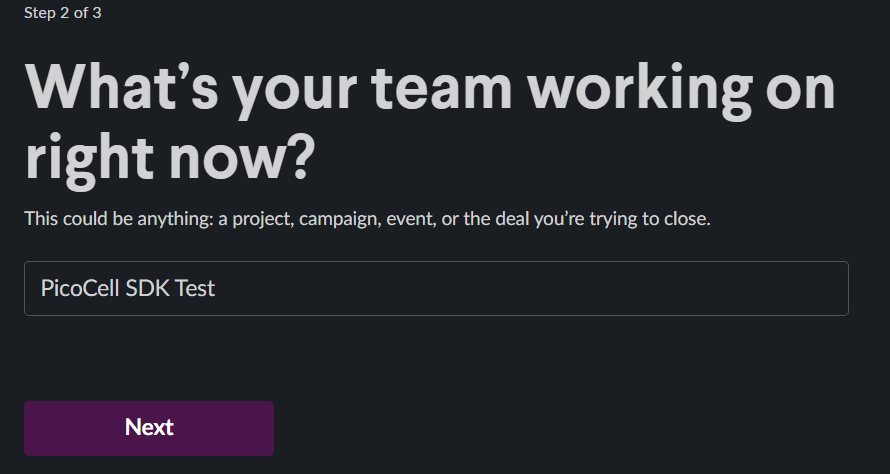 Step 2 of 3
What’s your team working on
right now?
This could be anything: a project, campaign, event, or the deal you’re trying to close.
PicoCell SDK Test
Next